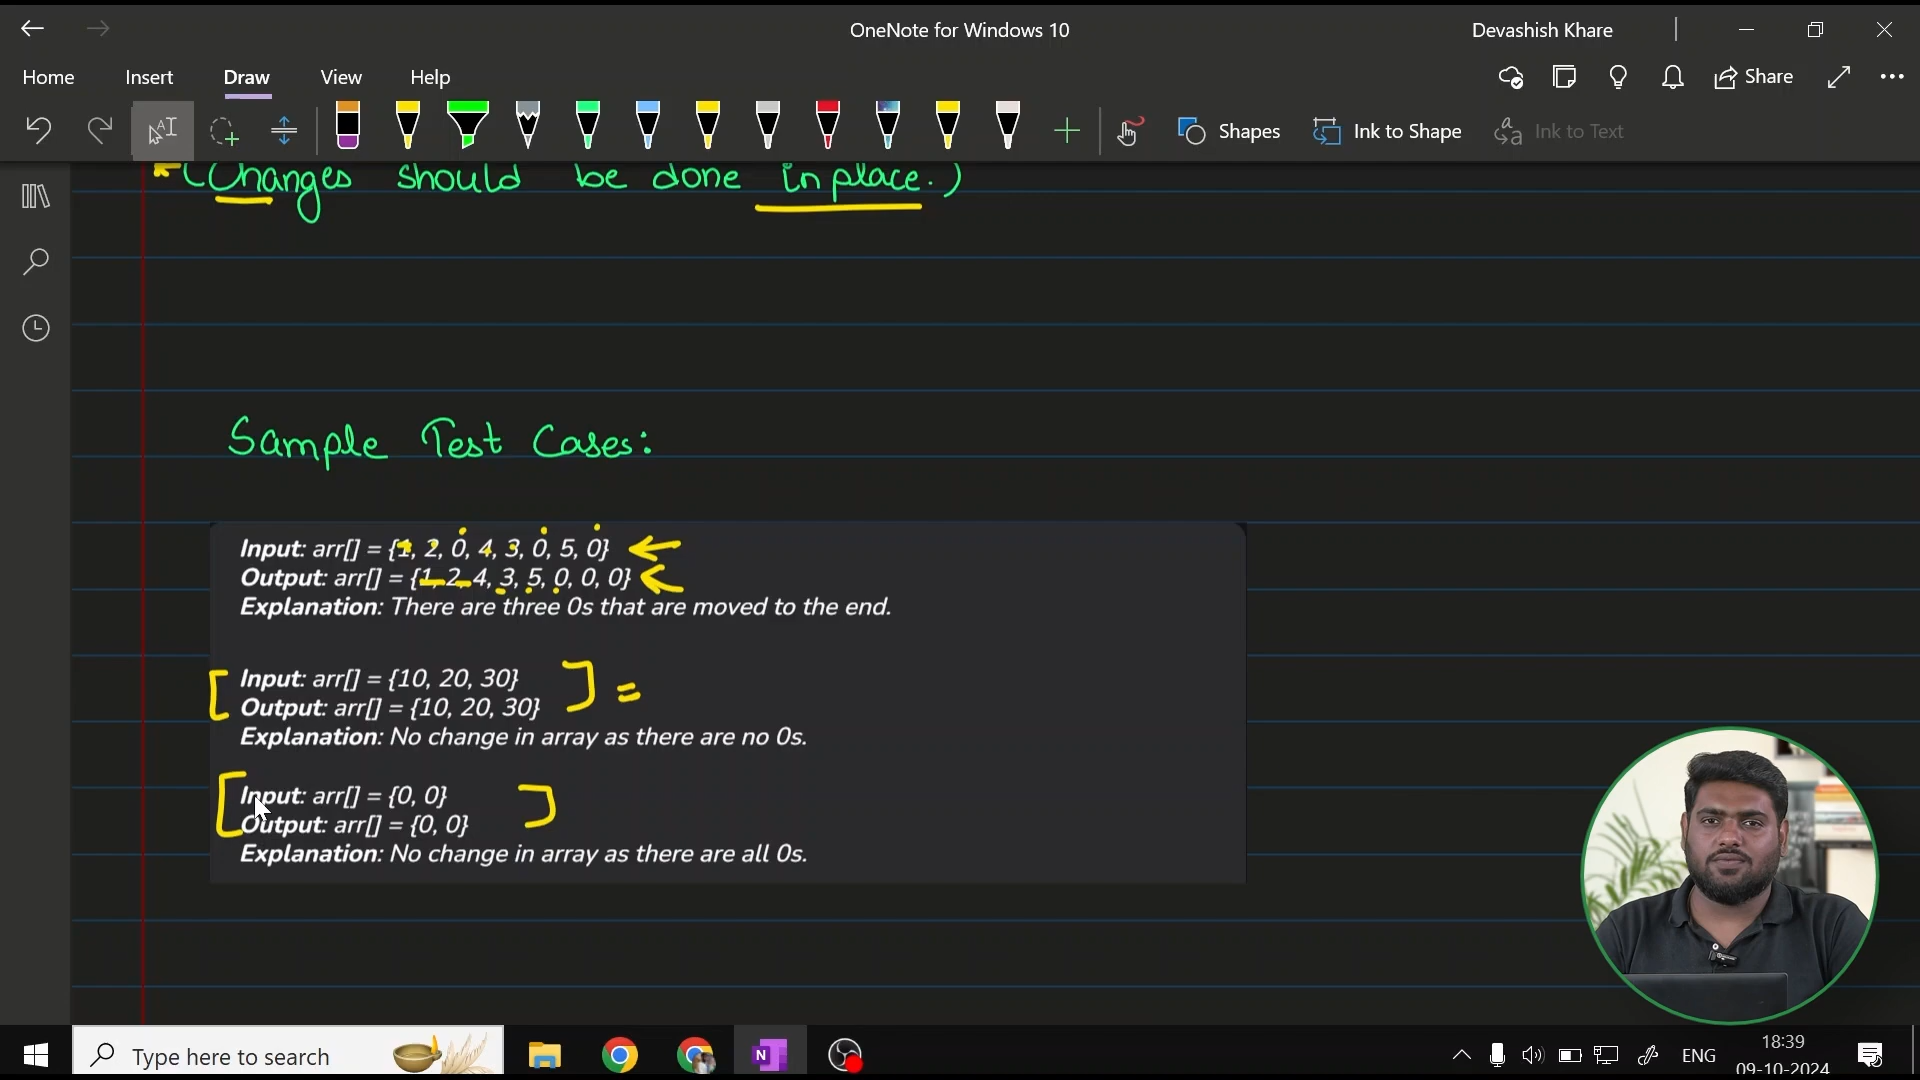 OneNote for Windows 10
Devashish Khare
Home Insert Draw View Help
Share
Shapes
Ink to Shape
Ink to Text
(Changes should be done in place.)
Sample Test Cases:
Input: arr[] = {1, 2, 0, 4, 3, 0, 5, 0}
Output: arr[] = {1, 2, 4, 3, 5, 0, 0, 0}
Explanation: There are three 0s that are moved to the end.
Input: arr[] = {10, 20, 30}
Output: arr[] = {10, 20, 30}
=
Explanation: No change in array as there are no 0s.
Input: arr[] = {0, 0}
Output: arr[] = {0, 0}
Explanation: No change in array as there are all 0s.
Type here to search
N
ENG
18:39
09-10-2024